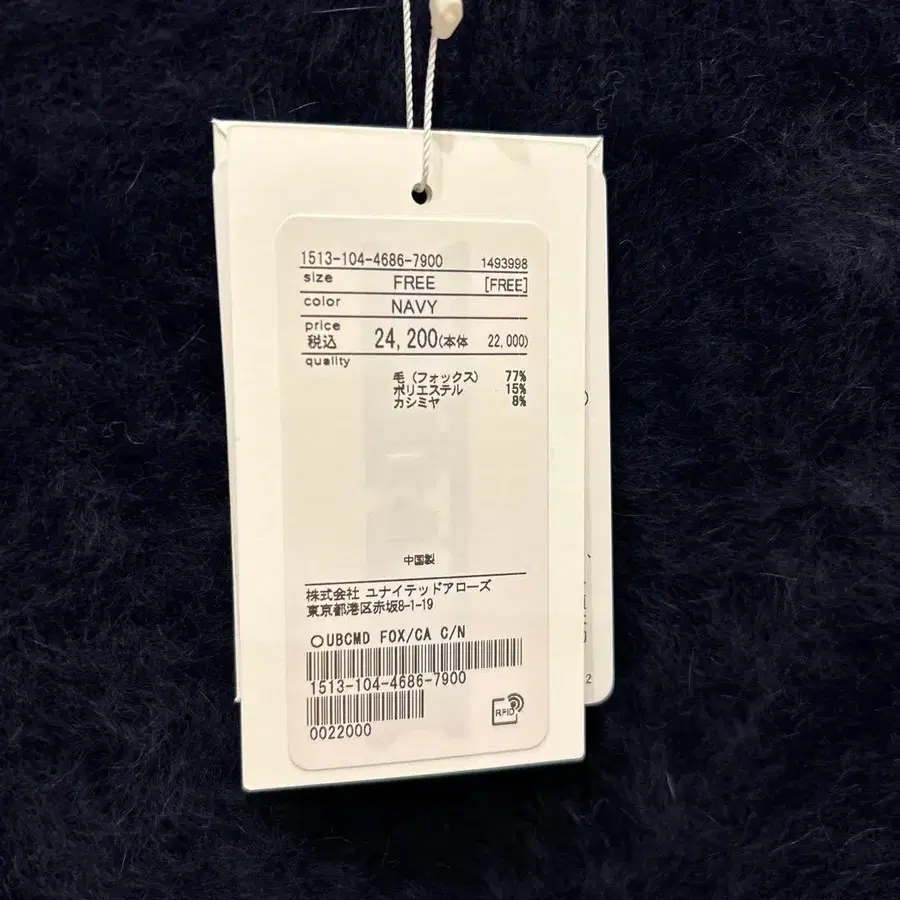 1513-104-4686-7900 1493998
size FREE [FREE]
color NAVY
price
税込 24,200(本体 22,000)
quality
毛 (フォックス) 77%
ポリエステル 15%
カシミヤ 8%
中国製
株式会社 ユナイテッドアローズ
東京都港区赤坂8-1-19
○UBCMD FOX/CA C/N
1513-104-4686-7900
RFID
0022000
2